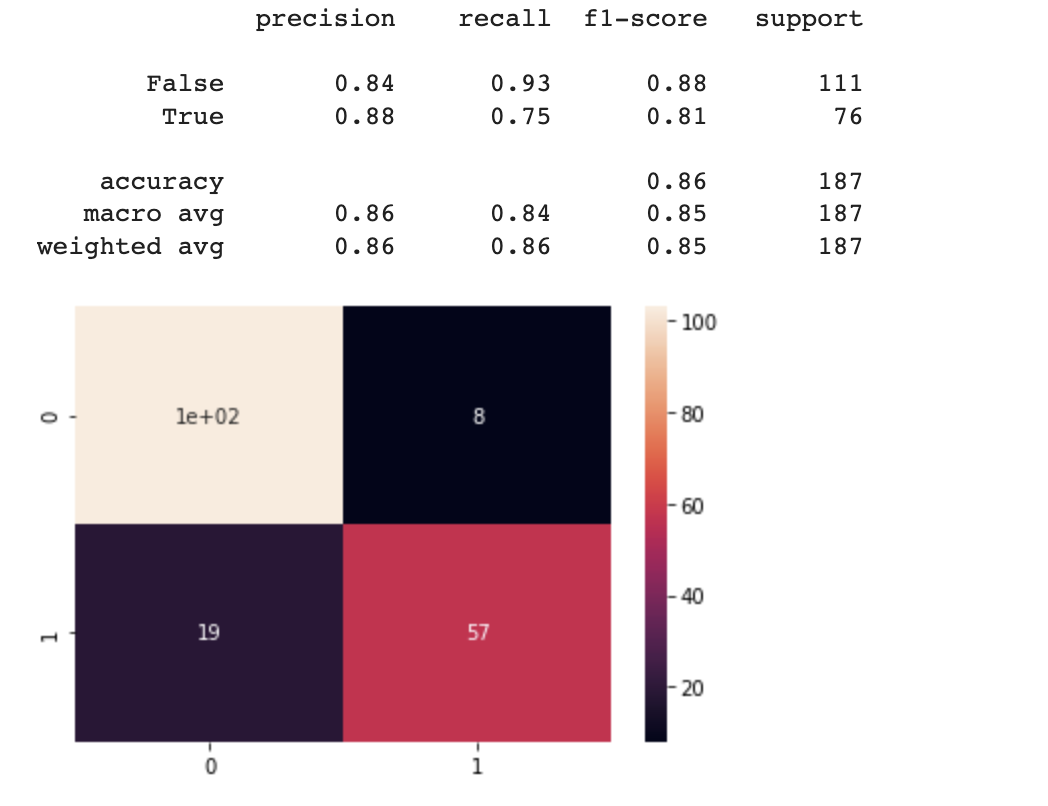 precision recall f1-score support
False 0.84 0.93 0.88 111
True 0.88 0.75 0.81 76
accuracy 0.86 187
macro avg 0.86 0.84 0.85 187
weighted avg 0.86 0.86 0.85 187
100
0 1e+02 8
80
60
40
1 19 57
20
0 1